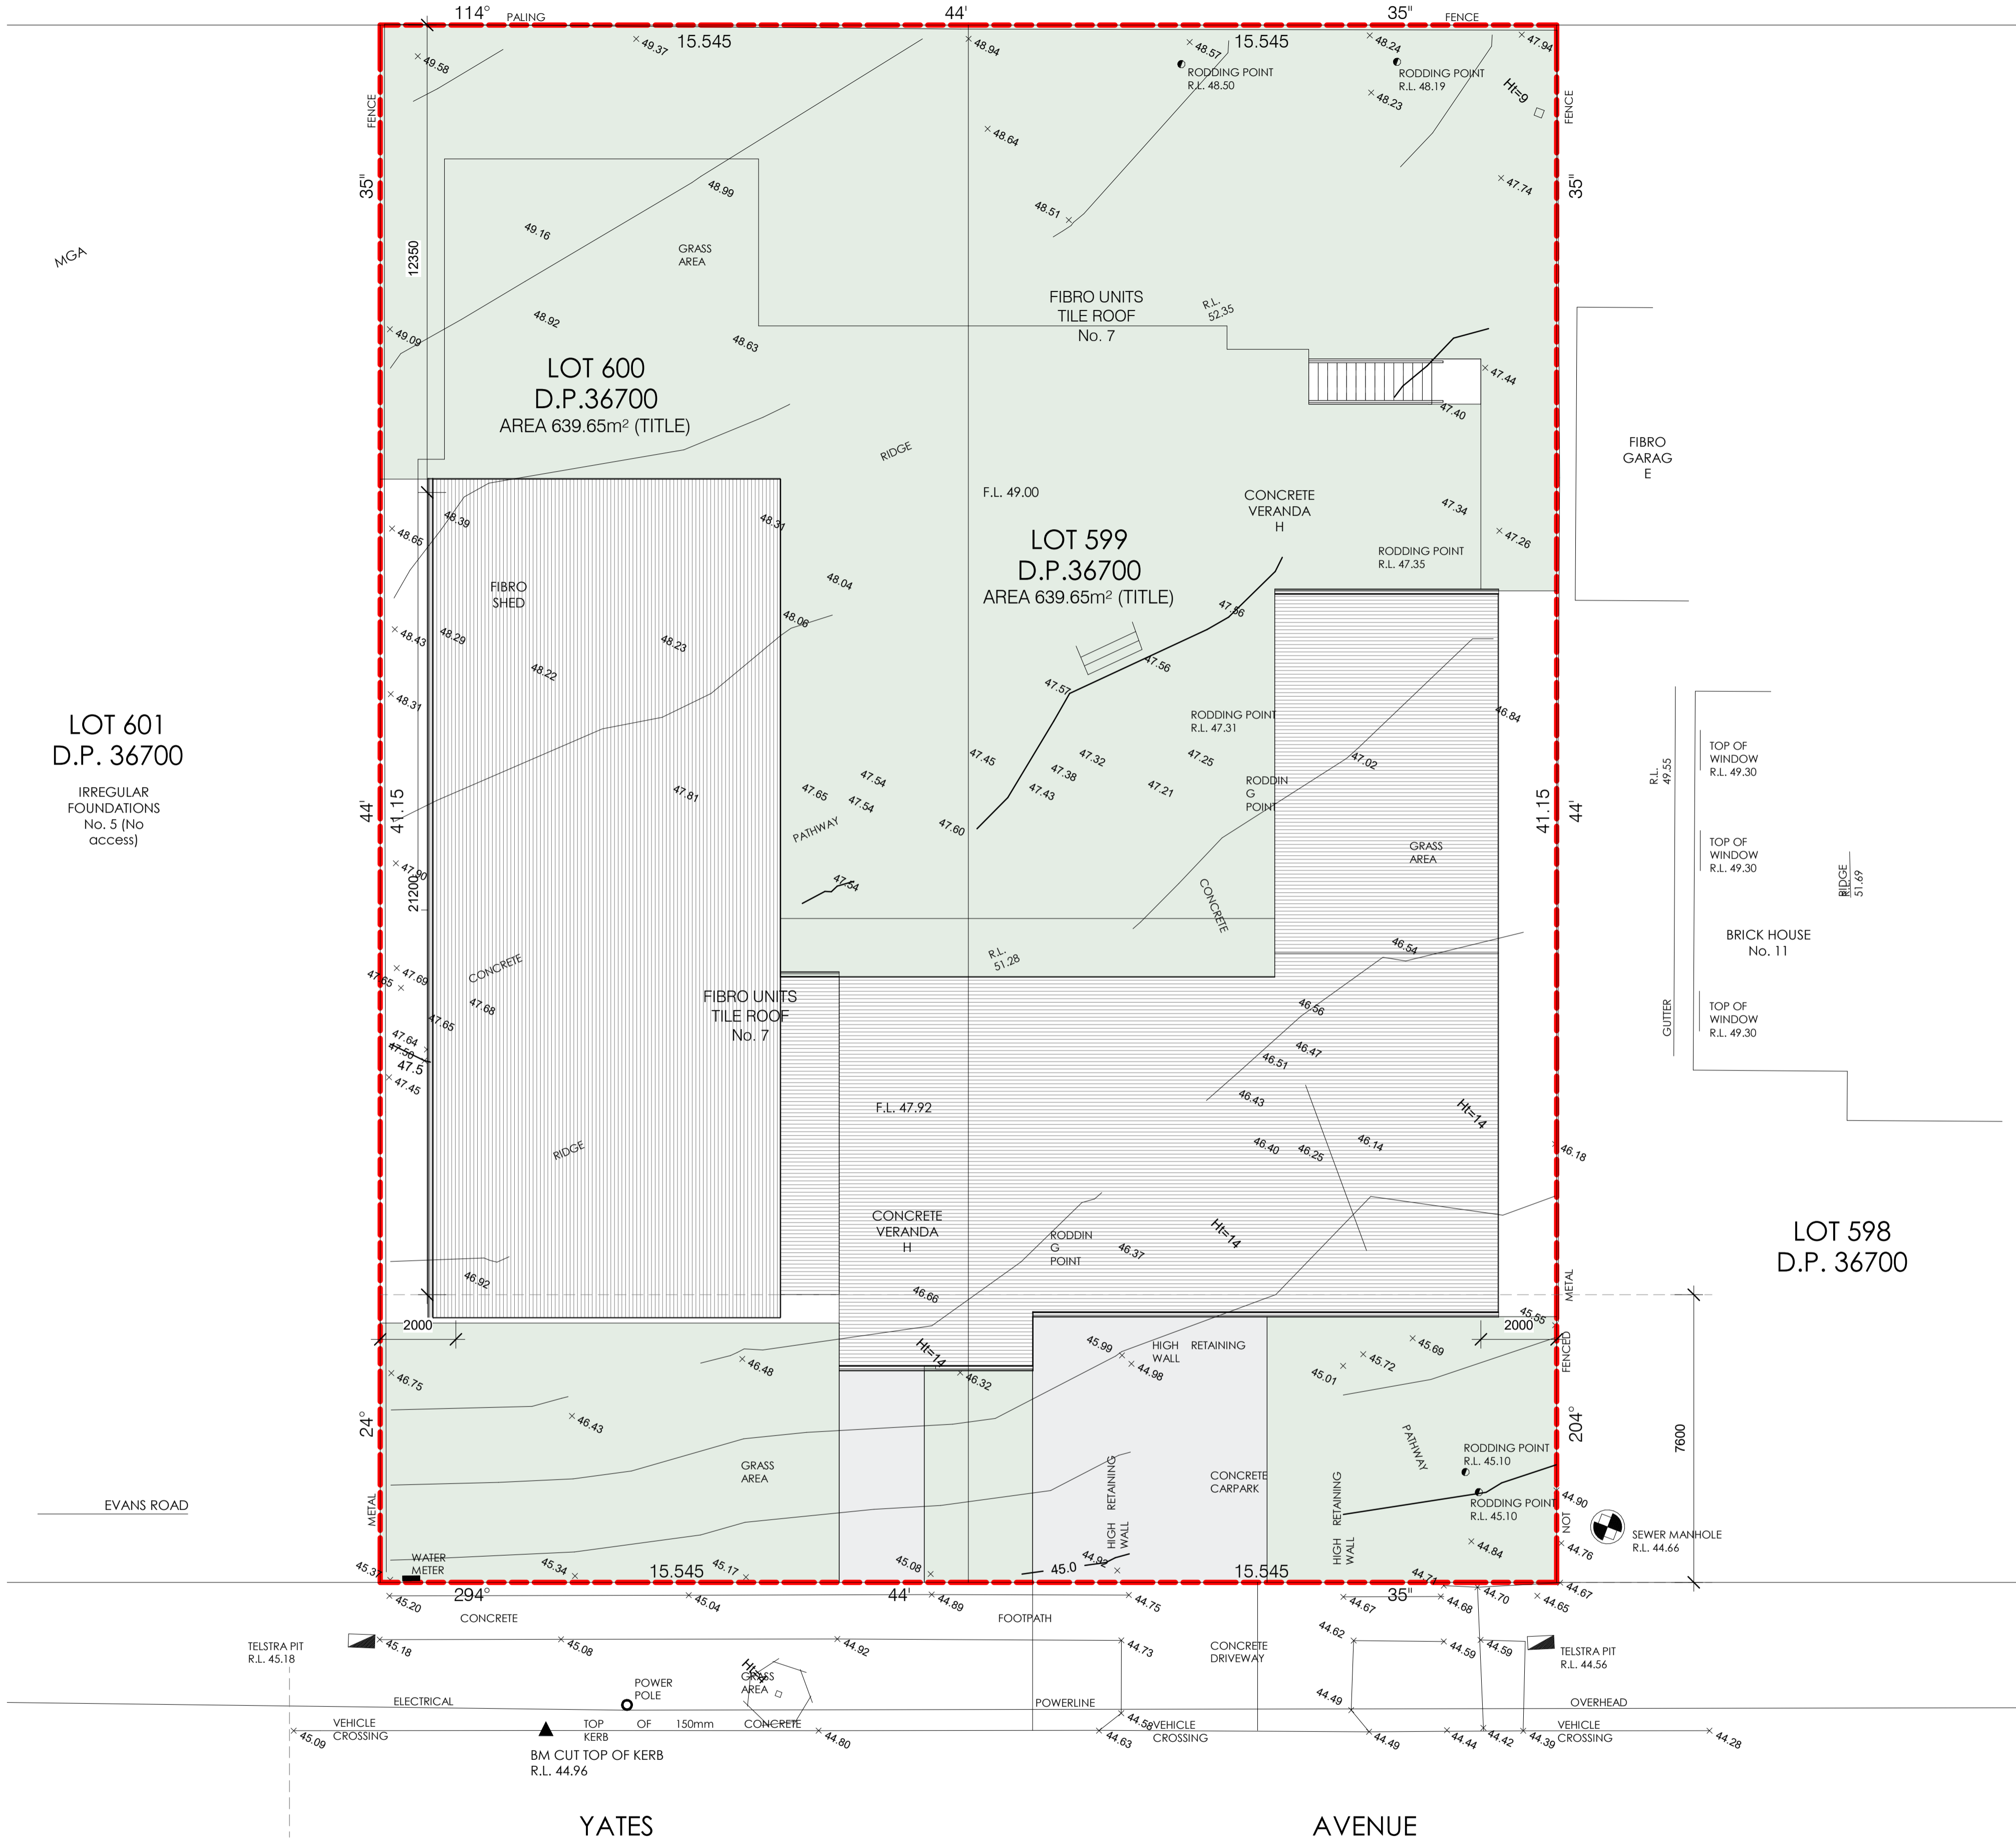 114°
PALING
44'
35"
FENCE
15.545
15.545
49.58
49.37
48.94
48.57
48.24
47.94
RODDING POINT
R.L. 48.50
RODDING POINT
R.L. 48.19
Ht=9
FENCE
FENCE
48.23
48.64
35"
35"
48.99
48.51
47.74
49.16
MGA
12350
GRASS
AREA
FIBRO UNITS
TILE ROOF
No. 7
R.L.
52.35
49.09
48.92
48.63
LOT 600
D.P.36700
AREA 639.65m² (TITLE)
47.44
47.40
RIDGE
FIBRO
GARAG
E
F.L. 49.00
CONCRETE
VERANDA
H
47.34
48.39
48.31
48.65
47.26
LOT 599
D.P.36700
AREA 639.65m² (TITLE)
RODDING POINT
R.L. 47.35
FIBRO
SHED
48.04
48.06
47.56
48.43
48.29
48.23
48.22
47.56
47.57
48.31
46.84
RODDING POINT
R.L. 47.31
LOT 601
D.P. 36700
IRREGULAR
FOUNDATIONS
No. 5 (No
access)
47.45
47.32
47.25
47.02
47.38
47.54
47.54
47.65
47.43
47.21
47.81
RODDIN
G
POINT
R.L.
49.55
TOP OF
WINDOW
R.L. 49.30
44'
41.15
41.15
44'
47.60
PATHWAY
GRASS
AREA
TOP OF
WINDOW
R.L. 49.30
RIDGE
R.L.
51.69
47.90
21200
47.54
CONCRETE
BRICK HOUSE
No. 11
46.54
R.L.
51.28
CONCRETE
47.69
47.65
47.68
47.65
FIBRO UNITS
TILE ROOF
No. 7
46.56
GUTTER
TOP OF
WINDOW
R.L. 49.30
47.64
47.50
47.5
47.45
46.47
46.51
46.43
F.L. 47.92
Ht=14
RIDGE
46.40
46.25
46.14
46.18
CONCRETE
VERANDA
H
RODDIN
G
POINT
Ht=14
46.37
LOT 598
D.P. 36700
46.92
46.66
METAL
2000
45.55
2000
Ht=14
45.99
HIGH RETAINING
WALL
44.98
45.69
45.72
45.01
FENCED
46.48
46.32
46.75
46.43
24°
204°
7600
PATHWAY
RODDING POINT
R.L. 45.10
GRASS
AREA
HIGH RETAINING
WALL
CONCRETE
CARPARK
HIGH RETAINING
WALL
RODDING POINT
R.L. 45.10
44.90
NOT
EVANS ROAD
METAL
SEWER MANHOLE
R.L. 44.66
44.84
44.76
WATER
METER
45.37
45.34
15.545
45.17
45.08
45.0
44.92
15.545
44.71
44.67
294°
44'
35"
45.20
45.04
44.89
44.75
44.67
44.68
44.70
44.65
CONCRETE
FOOTPATH
TELSTRA PIT
R.L. 45.18
45.18
45.08
44.92
44.73
CONCRETE
DRIVEWAY
44.62
44.59
44.59
TELSTRA PIT
R.L. 44.56
Ht=4
GRASS
AREA
POWER
POLE
ELECTRICAL
POWERLINE
44.49
OVERHEAD
VEHICLE
CROSSING
TOP OF 150mm CONCRETE
KERB
44.58
VEHICLE
CROSSING
VEHICLE
CROSSING
45.09
44.80
44.63
44.49
44.44
44.42
44.39
44.28
BM CUT TOP OF KERB
R.L. 44.96
YATES
AVENUE